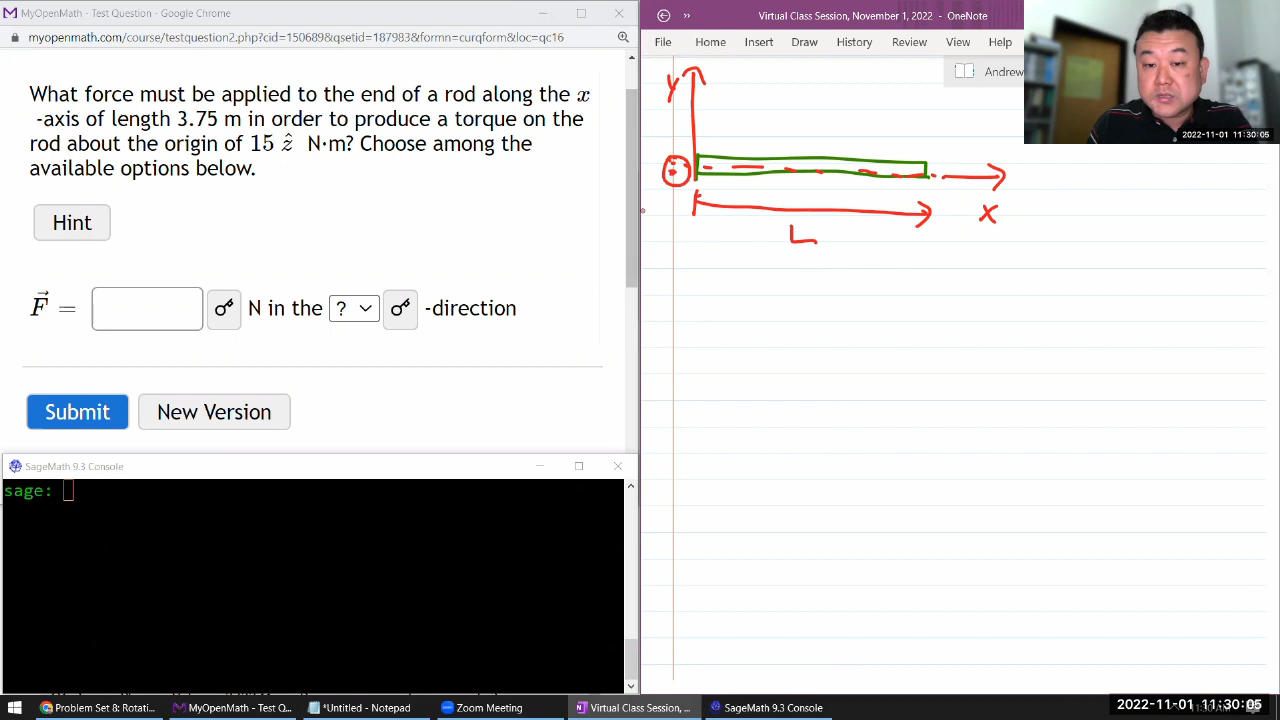 MyOpenMath - Test Question - Google Chrome
myopenmath.com/course/testquestion2.php?cid=150689&qsetid=187983&formn=curqform&loc=qc16
What force must be applied to the end of a rod along the x
-axis of length 3.75 m in order to produce a torque on the
rod about the origin of 15 ẑ N·m? Choose among the
available options below.
Hint
F⃗ =
N in the ? -direction
Submit
New Version
SageMath 9.3 Console
sage:
Virtual Class Session, November 1, 2022 - OneNote
File Home Insert Draw History Review View Help
Andrew
y
x
L
2022-11-01 11:30:05
Problem Set 8: Rotati...
MyOpenMath - Test Q...
*Untitled - Notepad
Zoom Meeting
Virtual Class Session, ...
SageMath 9.3 Console
2022-11-01 11:30:05